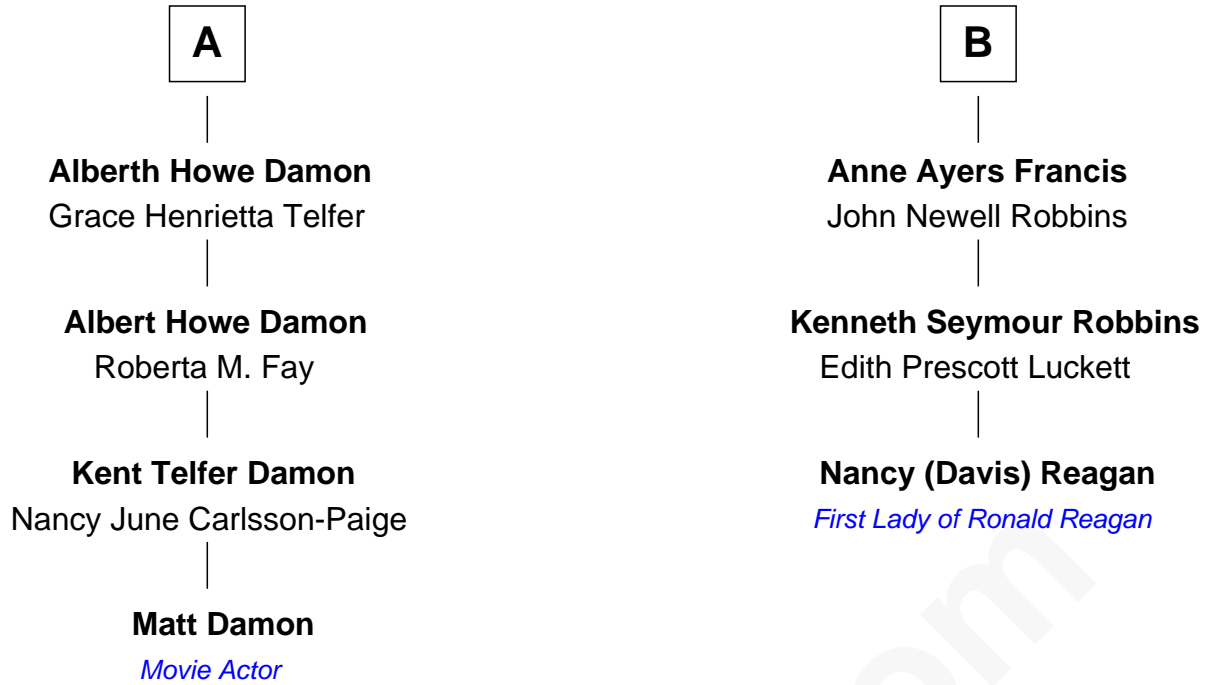 A
Alberth Howe Damon
Grace Henrietta Telfer
Albert Howe Damon
Roberta M. Fay
Kent Telfer Damon
Nancy June Carlsson-Paige
Matt Damon
Movie Actor
B
Anne Ayers Francis
John Newell Robbins
Kenneth Seymour Robbins
Edith Prescott Luckett
Nancy (Davis) Reagan
First Lady of Ronald Reagan
om